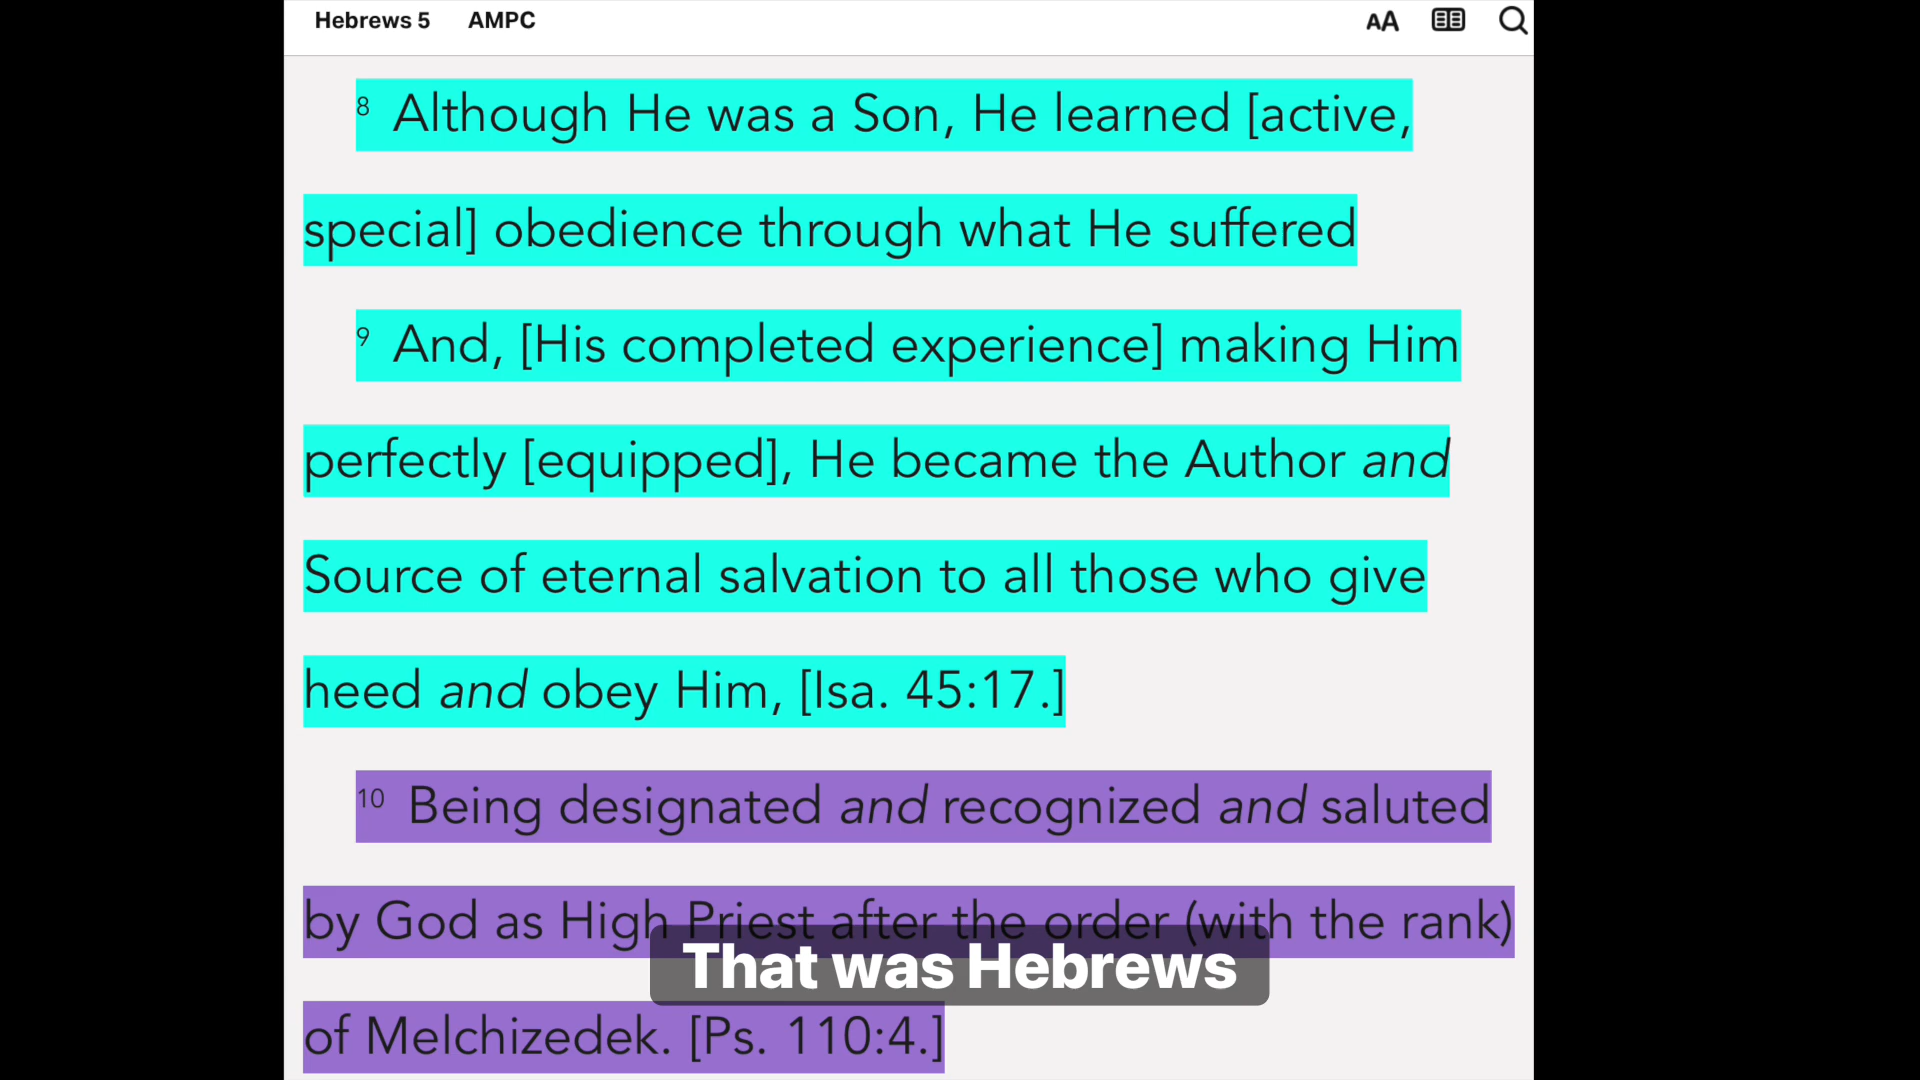 Hebrews 5 AMPC AA
8 Although He was a Son, He learned [active,
special] obedience through what He suffered
9 And, [His completed experience] making Him
perfectly [equipped], He became the Author and
Source of eternal salvation to all those who give
heed and obey Him, [Isa. 45:17.]
10 Being designated and recognized and saluted
by God as High Priest after the order (with the rank)
That was Hebrews
of Melchizedek. [Ps. 110:4.]